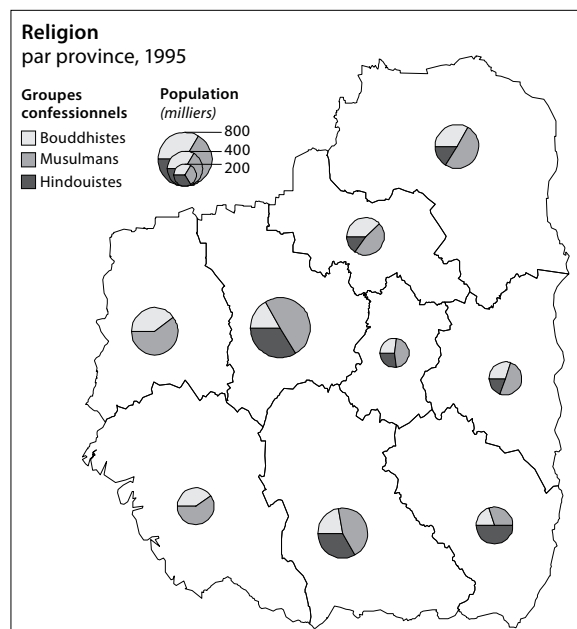 Religion
par province, 1995
Groupes
confessionnels
Bouddhistes
Musulmans
Hindouistes
Population
(milliers)
800
400
200